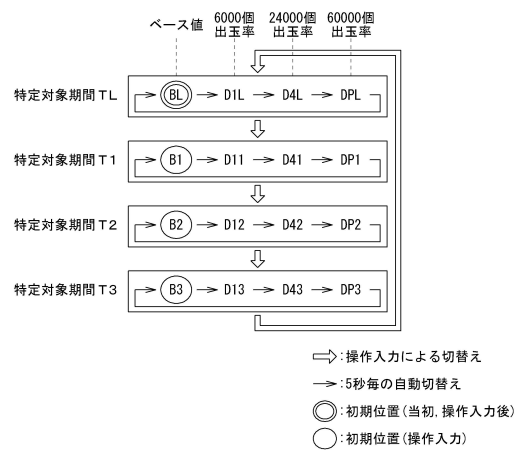 ベース値 6000個出玉率 24000個出玉率 60000個出玉率
特定対象期間TL BL D1L D4L DPL
特定対象期間T1 B1 D11 D41 DP1
特定対象期間T2 B2 D12 D42 DP2
特定対象期間T3 B3 D13 D43 DP3
:操作入力による切替え
:5秒毎の自動切替え
:初期位置(当初,操作入力後)
:初期位置(操作入力)